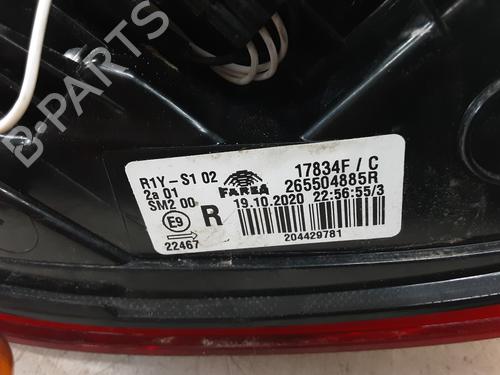 B-PARTS
R1Y-S1 02
2a 01
SM2 00
E9
22467
R
FARBA
17834F / C
265504885R
19.10.2020 22:56:55/3
204429781